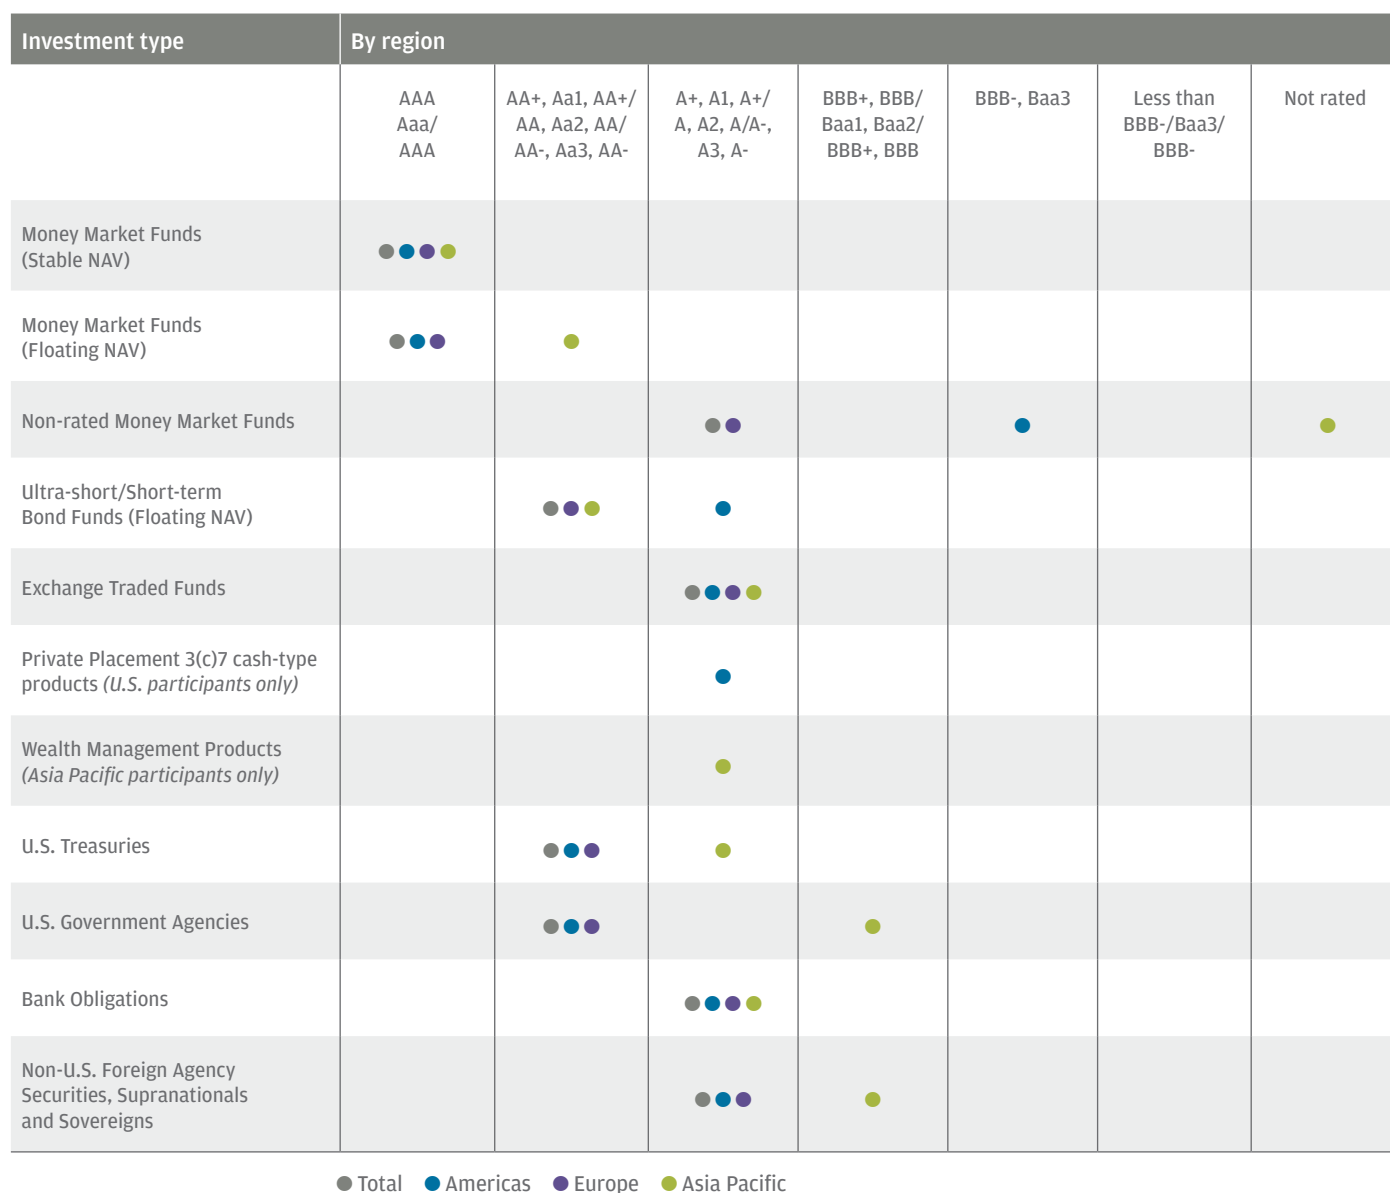 Investment type
By region
AAA
Aaa/
AAA
AA+, Aa1, AA+/
AA, Aa2, AA/
AA-, Aa3, AA-
A+, A1, A+/
A, A2, A/A-,
A3, A-
BBB+, BBB/
Baa1, Baa2/
BBB+, BBB
BBB-, Baa3
Less than
BBB-/Baa3/
BBB-
Not rated
Money Market Funds
(Stable NAV)
Money Market Funds
(Floating NAV)
Non-rated Money Market Funds
Ultra-short/Short-term
Bond Funds (Floating NAV)
Exchange Traded Funds
Private Placement 3(c)7 cash-type
products (U.S. participants only)
Wealth Management Products
(Asia Pacific participants only)
U.S. Treasuries
U.S. Government Agencies
Bank Obligations
Non-U.S. Foreign Agency
Securities, Supranationals
and Sovereigns
Total Americas Europe Asia Pacific